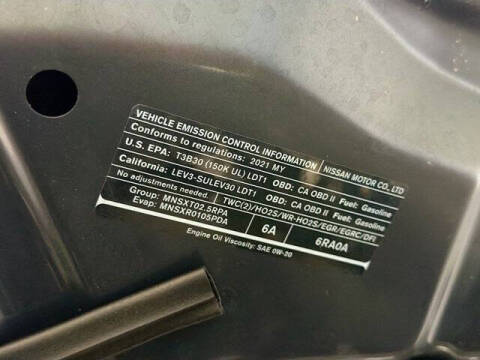 VEHICLE EMISSION CONTROL INFORMATION NISSAN MOTOR CO., LTD
Conforms to regulations: 2021 MY
U.S. EPA: T3B30 (150K UL) LDT1 OBD: CA OBD II Fuel: Gasoline
California: LEV3-SULEV30 LDT1 OBD: CA OBD II Fuel: Gasoline
No adjustments needed. TWC(2)/HO2S/WR-HO2S/EGR/EGRC/DFI
Group: MNSXT02.5RPA
Evap: MNSXR0105PDA 6A 6RA0A
Engine Oil Viscosity: SAE 0W-20